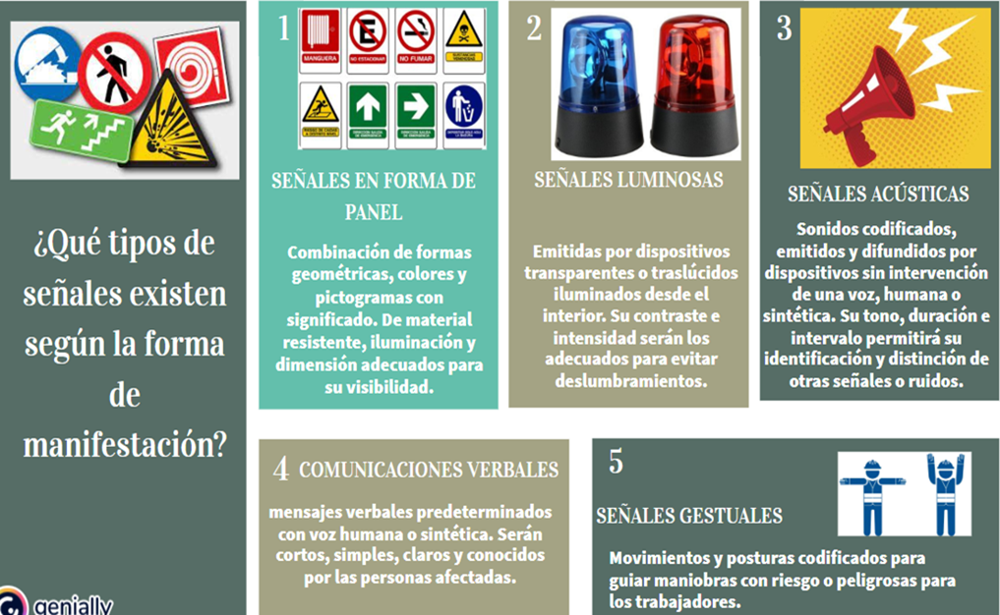 ¿Qué tipos de
señales existen
según la forma
de
manifestación?
genially
1
MANGUERA
NO ESTACIONAR
NO FUMAR
SEÑALES EN FORMA DE
PANEL
Combinación de formas
geométricas, colores y
pictogramas con
significado. De material
resistente, iluminación y
dimensión adecuados para
su visibilidad.
2
SEÑALES LUMINOSAS
Emitidas por dispositivos
transparentes o traslúcidos
iluminados desde el
interior. Su contraste e
intensidad serán los
adecuados para evitar
deslumbramientos.
3
SEÑALES ACÚSTICAS
Sonidos codificados,
emitidos y difundidos por
dispositivos sin intervención
de una voz, humana o
sintética. Su tono, duración e
intervalo permitirá su
identificación y distinción de
otras señales o ruidos.
4 COMUNICACIONES VERBALES
mensajes verbales predeterminados
con voz humana o sintética. Serán
cortos, simples, claros y conocidos
por las personas afectadas.
5
SEÑALES GESTUALES
Movimientos y posturas codificados para
guiar maniobras con riesgo o peligrosas para
los trabajadores.